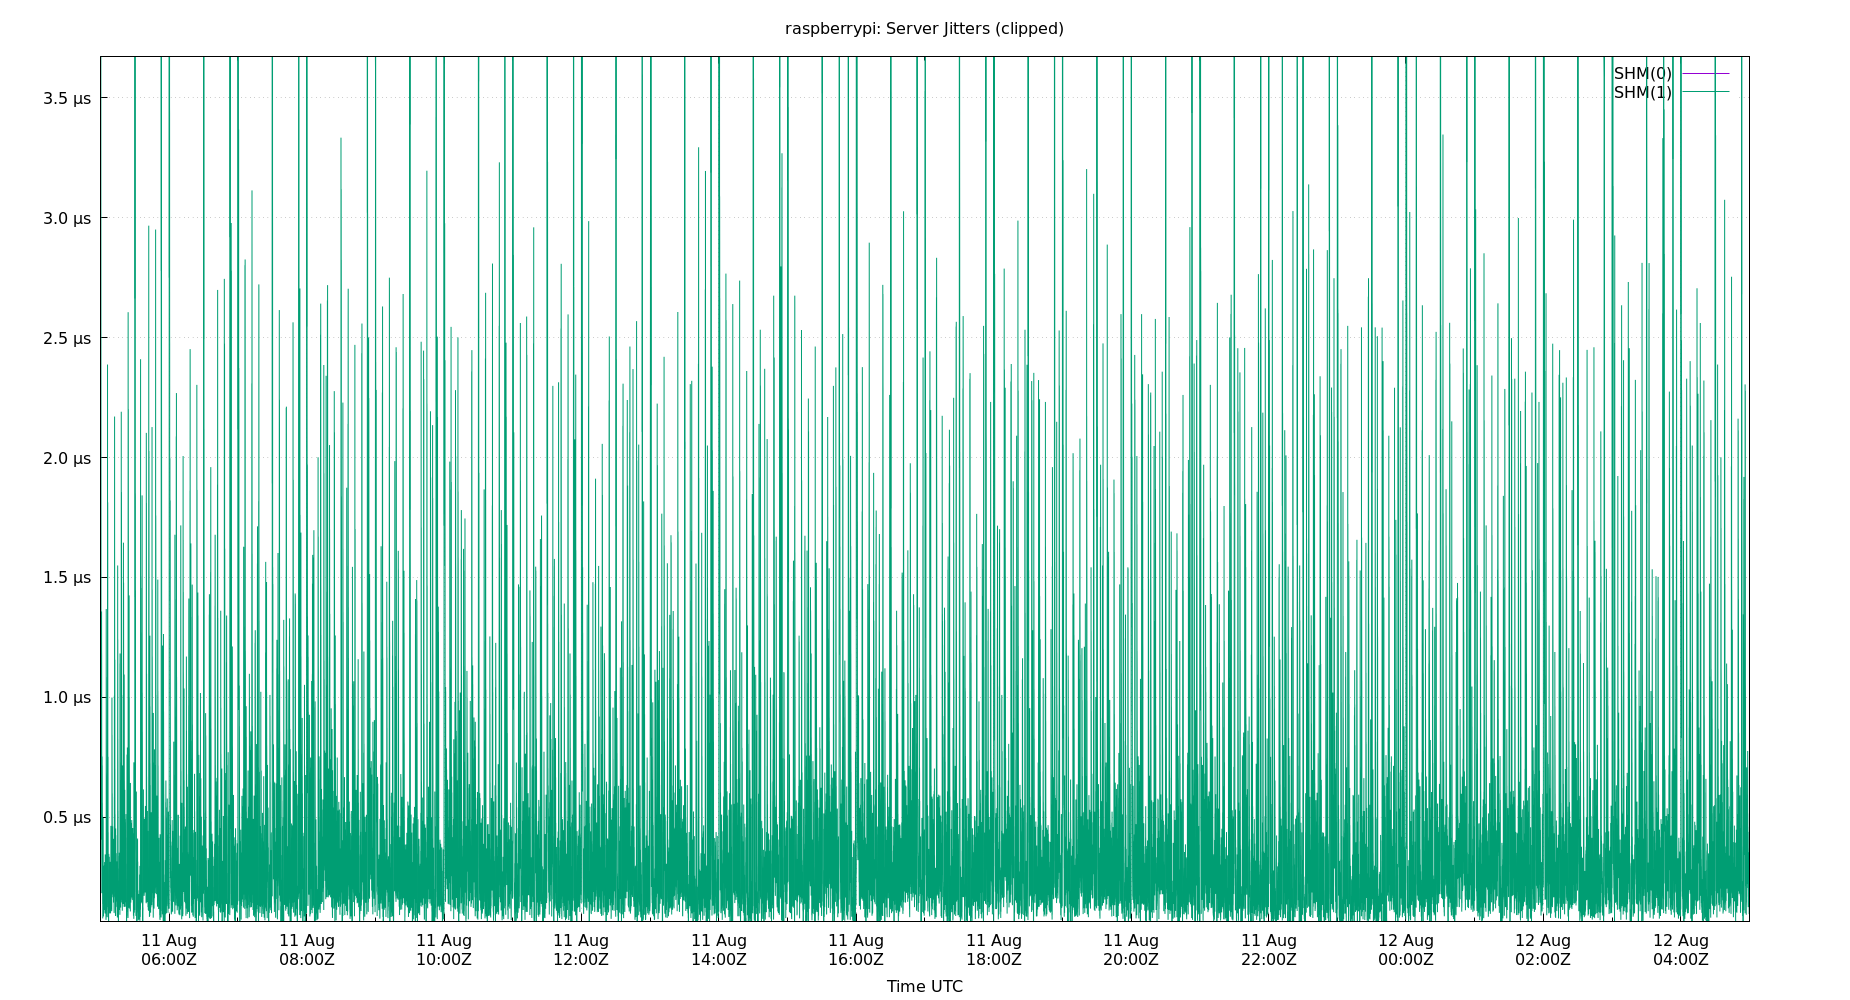 raspberrypi: Server Jitters (clipped)
SHM(0)
SHM(1)
3.5 µs
3.0 µs
2.5 µs
2.0 µs
1.5 µs
1.0 µs
0.5 µs
11 Aug 11 Aug 11 Aug 11 Aug 11 Aug 11 Aug 11 Aug 11 Aug 11 Aug 12 Aug 12 Aug 12 Aug
06:00Z 08:00Z 10:00Z 12:00Z 14:00Z 16:00Z 18:00Z 20:00Z 22:00Z 00:00Z 02:00Z 04:00Z
Time UTC